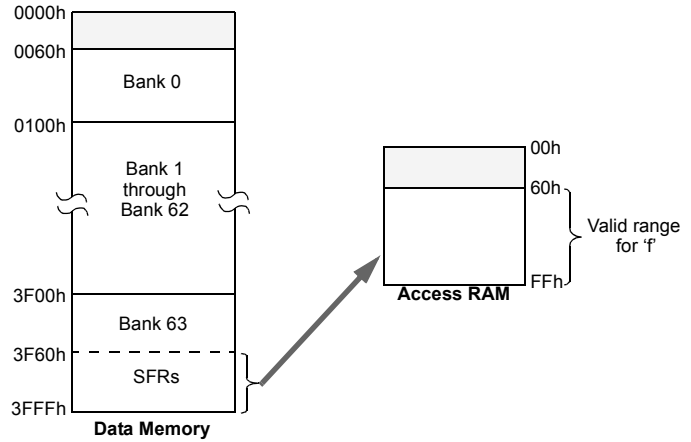 0000h
0060h
Bank 0
0100h
Bank 1
through
Bank 62
3F00h
Bank 63
3F60h
SFRs
3FFFh
Data Memory
00h
60h
Valid range
for ‘f’
FFh
Access RAM